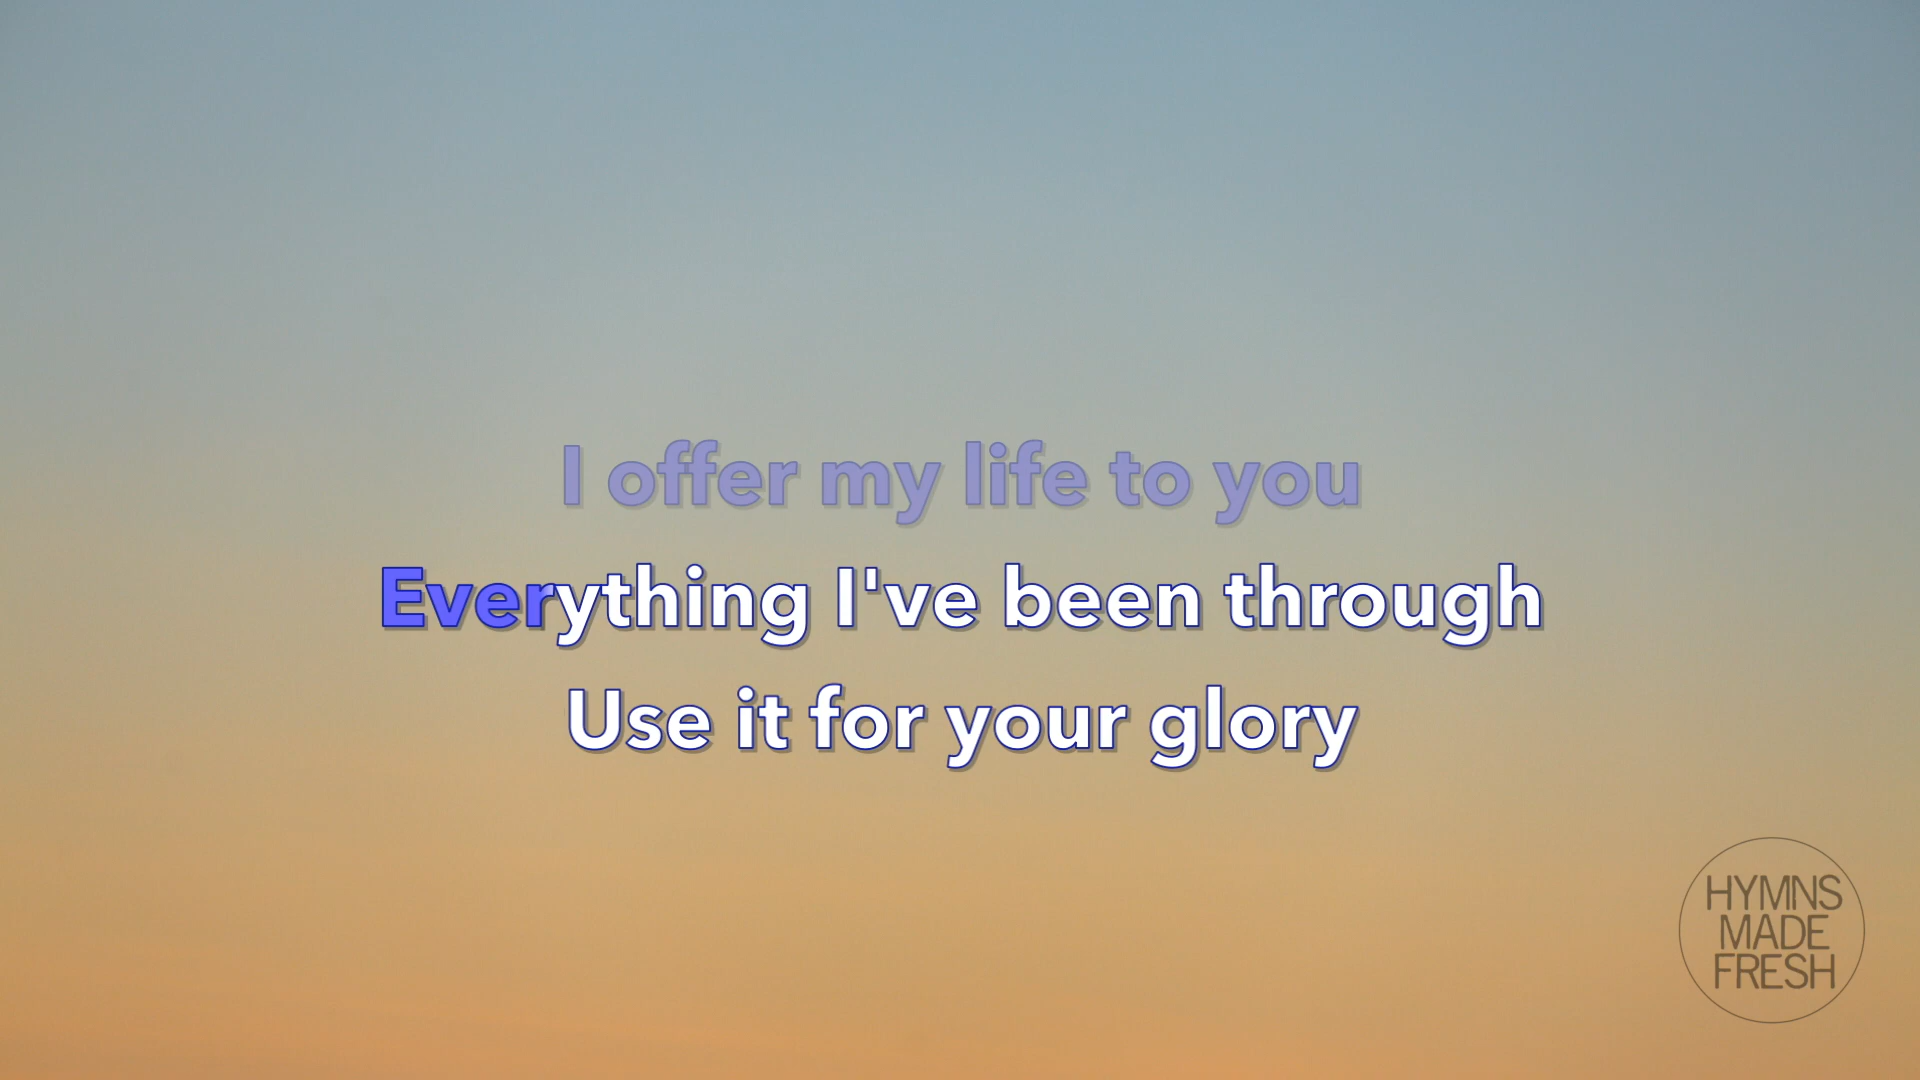 I offer my life to you
Everything I've been through
Use it for your glory
HYMNS
MADE
FRESH